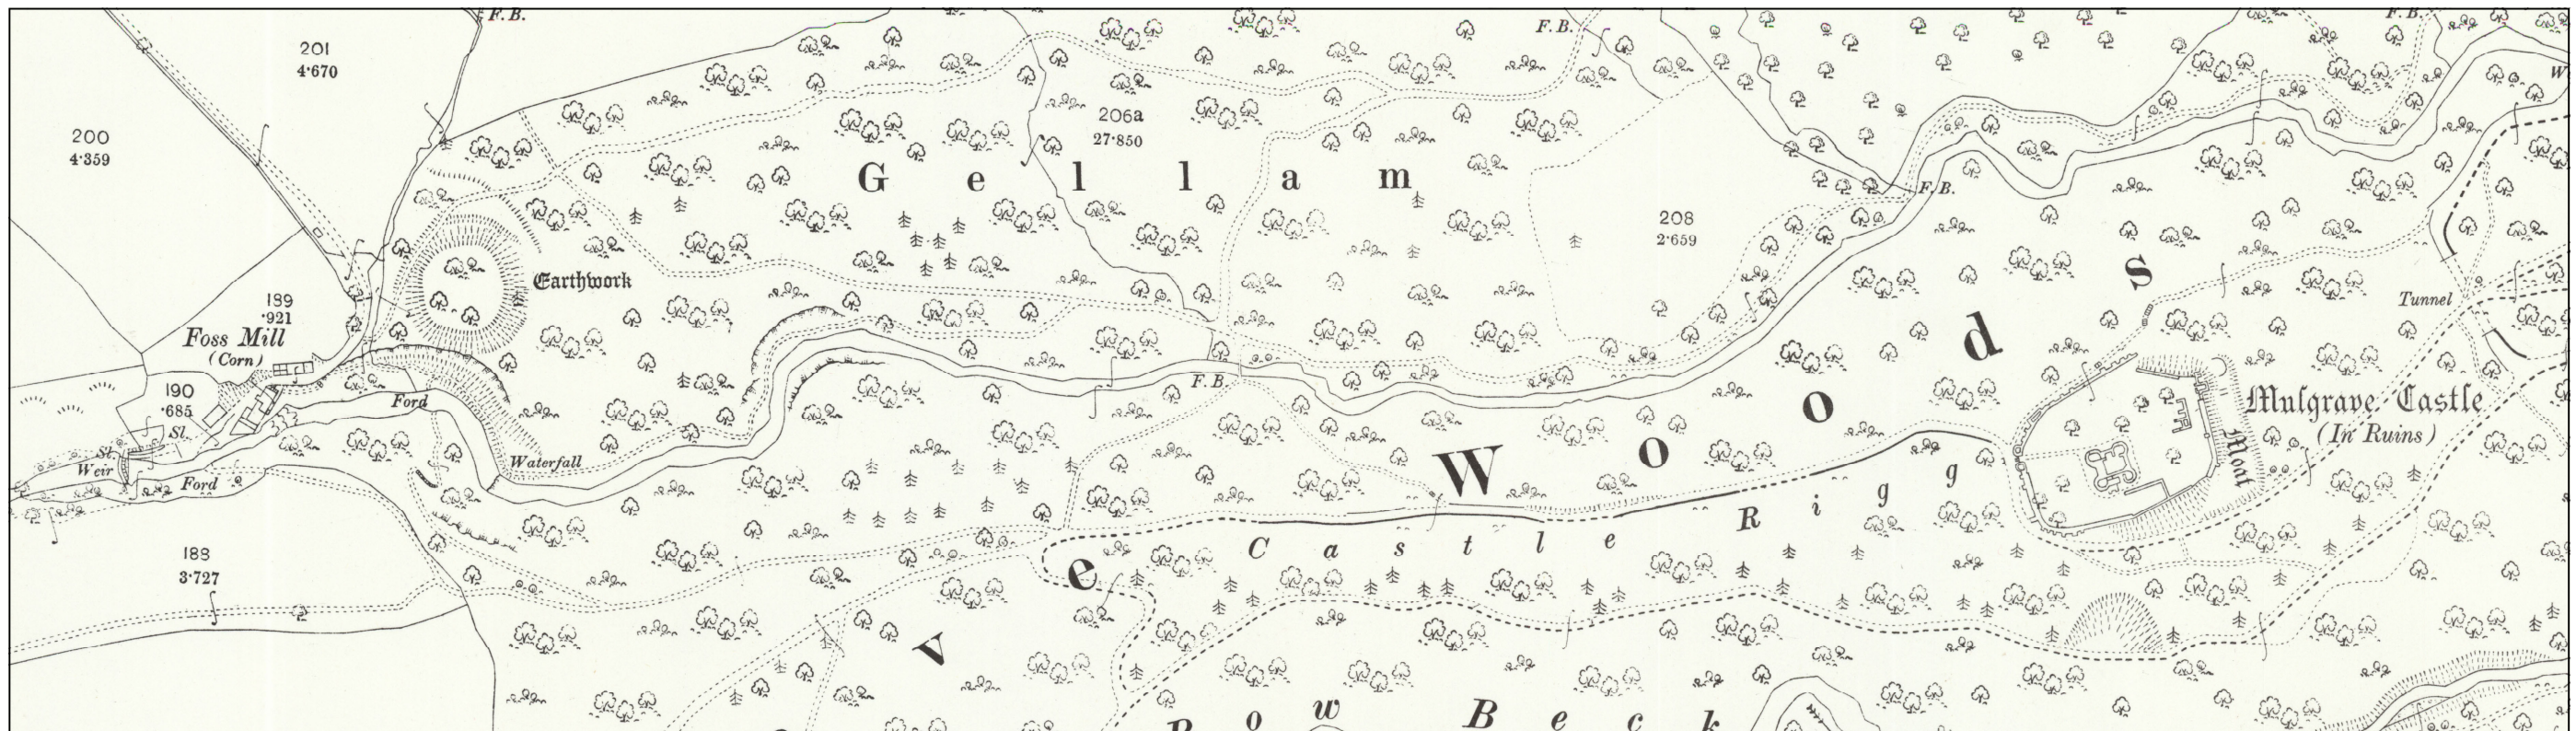 F.B.
F.B.
F.B.
201
4·670
W
200
4·359
206a
27·850
G e l l a m
F.B.
208
2·659
Earthwork
S
189
·921
Foss Mill
(Corn)
Tunnel
d
F.B.
190
·685
Ford
Mulgrave Castle
(In Ruins)
o
Sl.
Sl.
Weir
Ford
Waterfall
W o
Moat
C a s t l e R i g g
188
3·727
e
v
o w B e c k